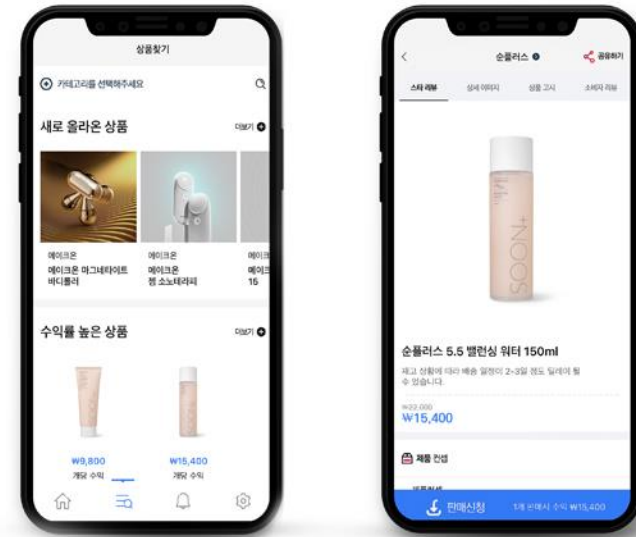 상품찾기
카테고리를 선택해주세요
새로 올라온 상품
더보기
메이크온
메이크온 마그네타이트
바디롤러
메이크온
젬 소노테라피
메이크
15
수익률 높은 상품
더보기
₩9,800
개당 수익
₩15,400
개당 수익
순플러스
공유하기
스타 리뷰
상세 이미지
상품 고시
소비자 리뷰
SOON+
순플러스 5.5 밸런싱 워터 150ml
재고 상황에 따라 배송 일정이 2~3일 정도 딜레이 될
수 있습니다.
₩22,000
₩15,400
제품 컨셉
판매신청
1개 판매시 수익 ₩15,400